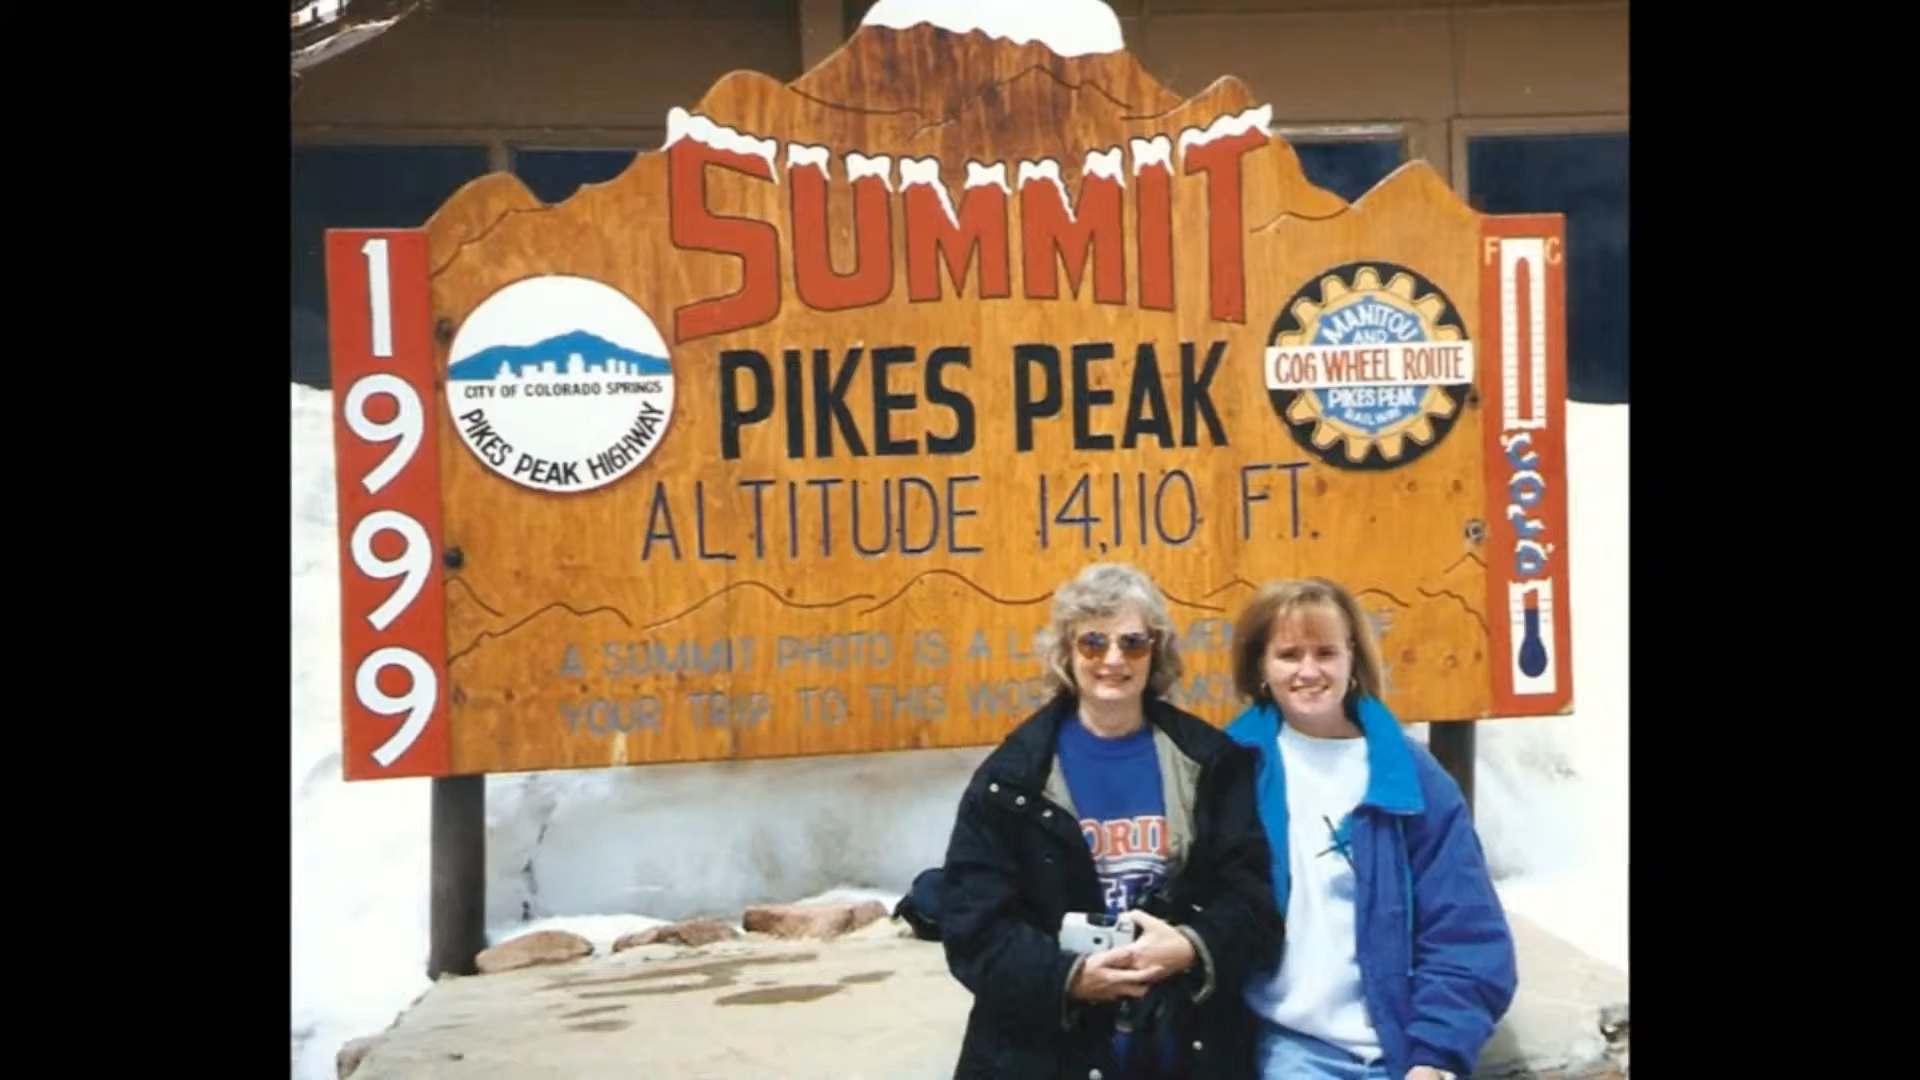 SUMMIT
PIKES PEAK
ALTITUDE 14,110 FT.
A SUMMIT PHOTO IS A
YOUR TRIP TO THIS
1999
CITY OF COLORADO SPRINGS
PIKES PEAK HIGHWAY
MANITOU
AND
COG WHEEL ROUTE
PIKES PEAK
RAILWAY
F C
COLD